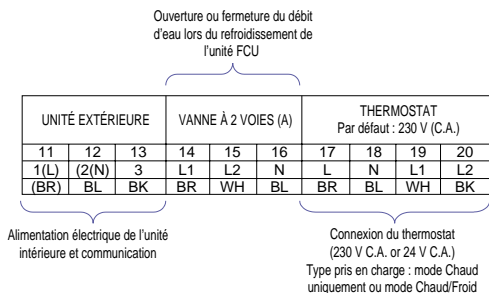 Ouverture ou fermeture du débit
d'eau lors du refroidissement de
l'unité FCU
UNITÉ EXTÉRIEURE VANNE À 2 VOIES (A) THERMOSTAT
Par défaut : 230 V (C.A.)
11 12 13 14 15 16 17 18 19 20
1(L) (2(N) 3 L1 L2 N L N L1 L2
(BR) BL BK BR WH BL BR BL WH BK
Alimentation électrique de l'unité
intérieure et communication
Connexion du thermostat
(230 V C.A. or 24 V C.A.)
Type pris en charge : mode Chaud
uniquement ou mode Chaud/Froid